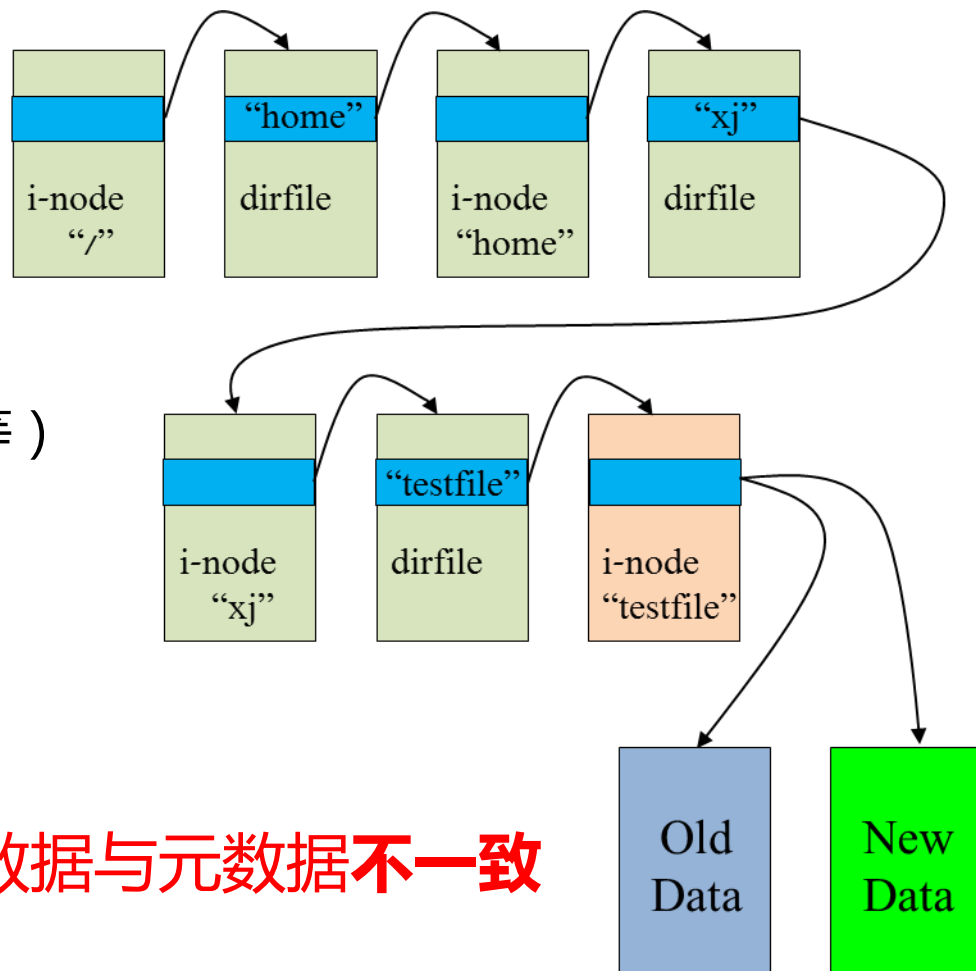 “home”
“xj”
i-node
“/”
dirfile
i-node
“home”
dirfile
）
“testfile”
i-node
“xj”
dirfile
i-node
“testfile”
Old
Data
New
Data
数据与元数据不一致